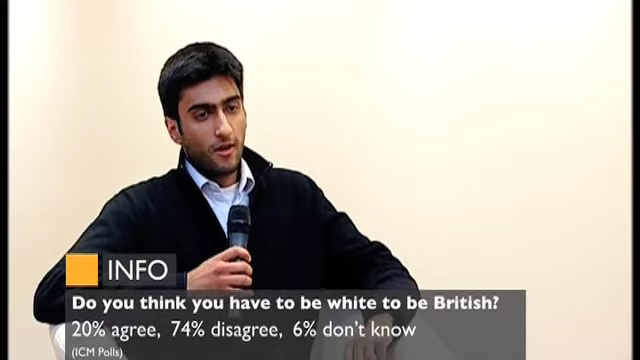 INFO
Do you think you have to be white to be British?
20% agree, 74% disagree, 6% don't know
(ICM Polls)